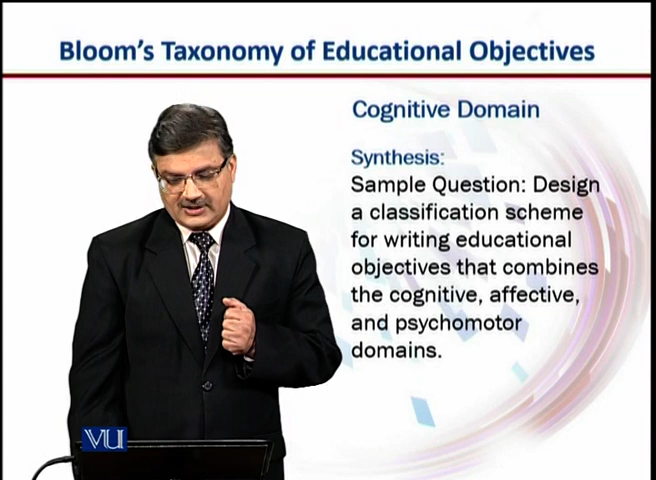 Bloom's Taxonomy of Educational Objectives
Cognitive Domain
Synthesis:
Sample Question: Design
a classification scheme
for writing educational
objectives that combines
the cognitive, affective,
and psychomotor
domains.
VU